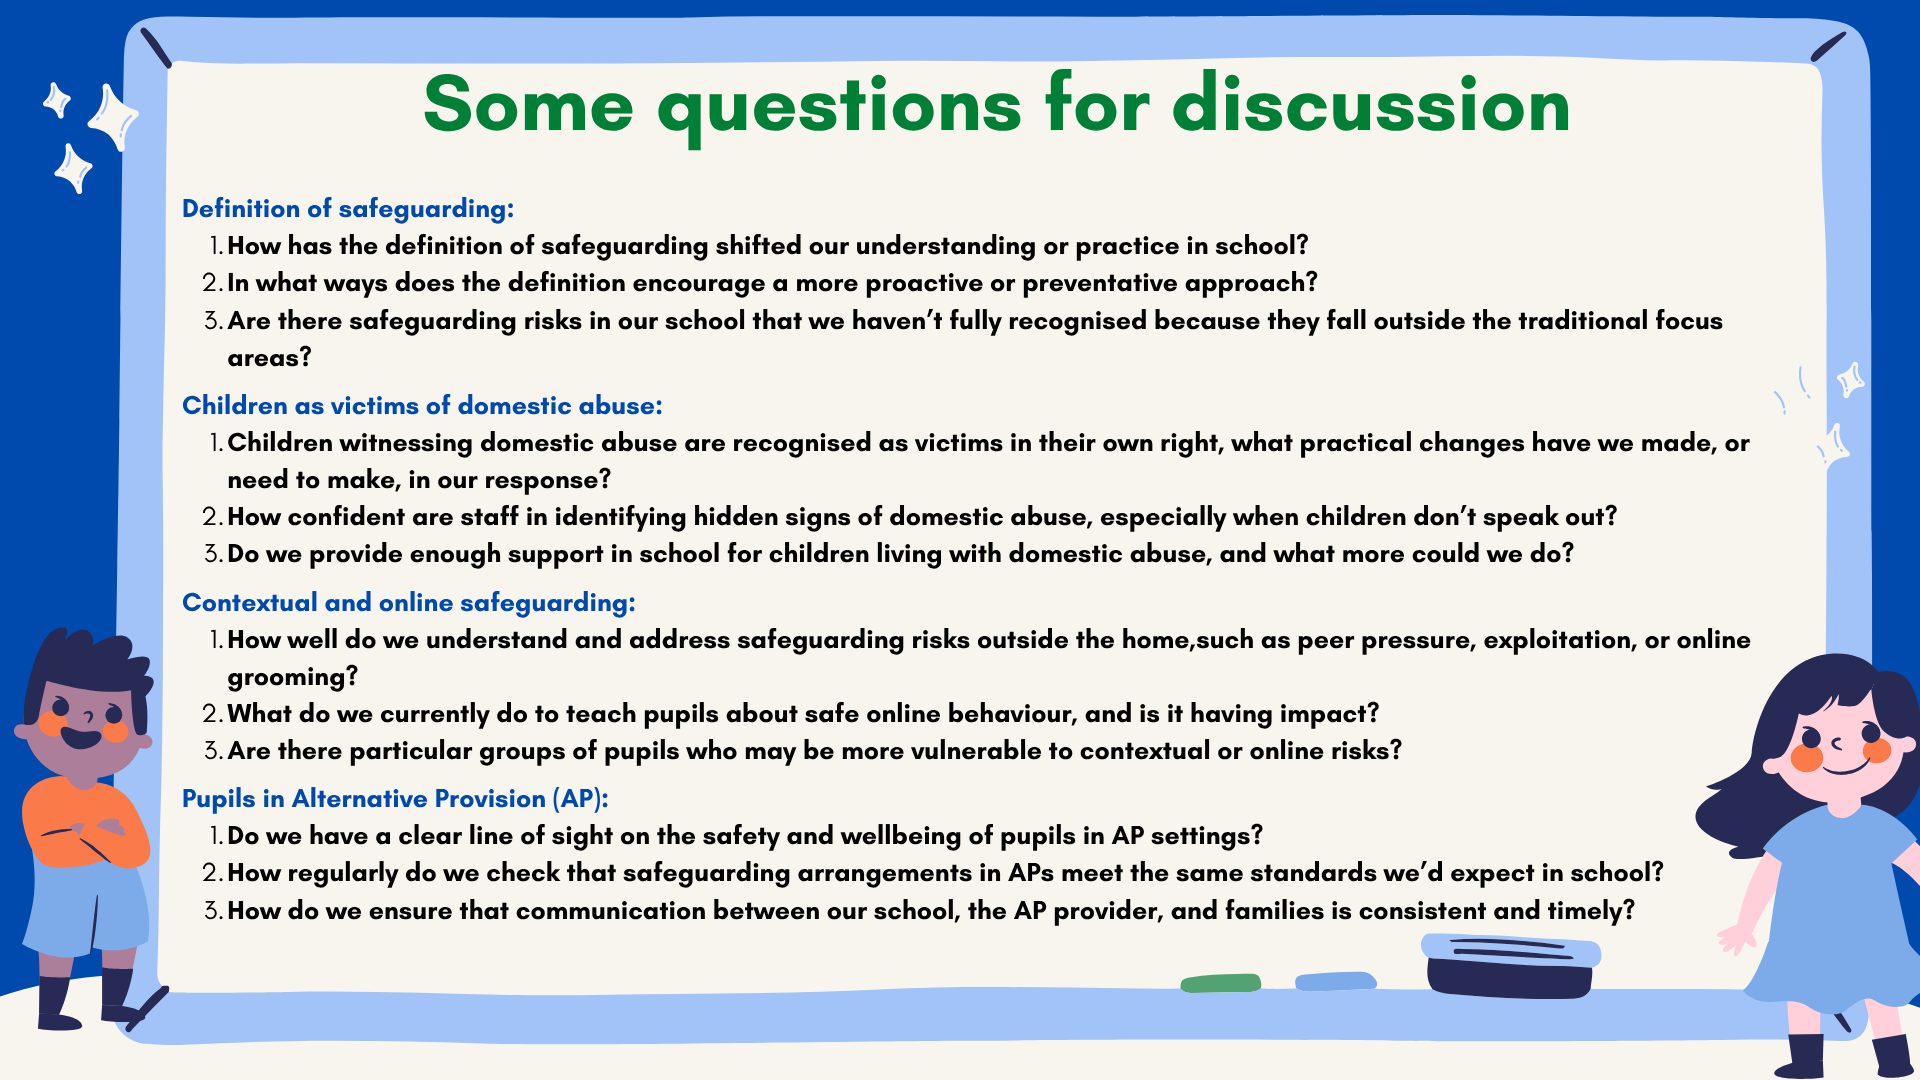 Some questions for discussion
Definition of safeguarding:
1. How has the definition of safeguarding shifted our understanding or practice in school?
2. In what ways does the definition encourage a more proactive or preventative approach?
3. Are there safeguarding risks in our school that we haven’t fully recognised because they fall outside the traditional focus
areas?
Children as victims of domestic abuse:
1. Children witnessing domestic abuse are recognised as victims in their own right, what practical changes have we made, or
need to make, in our response?
2. How confident are staff in identifying hidden signs of domestic abuse, especially when children don’t speak out?
3. Do we provide enough support in school for children living with domestic abuse, and what more could we do?
Contextual and online safeguarding:
1. How well do we understand and address safeguarding risks outside the home,such as peer pressure, exploitation, or online
grooming?
2. What do we currently do to teach pupils about safe online behaviour, and is it having impact?
3. Are there particular groups of pupils who may be more vulnerable to contextual or online risks?
Pupils in Alternative Provision (AP):
1. Do we have a clear line of sight on the safety and wellbeing of pupils in AP settings?
2. How regularly do we check that safeguarding arrangements in APs meet the same standards we’d expect in school?
3. How do we ensure that communication between our school, the AP provider, and families is consistent and timely?